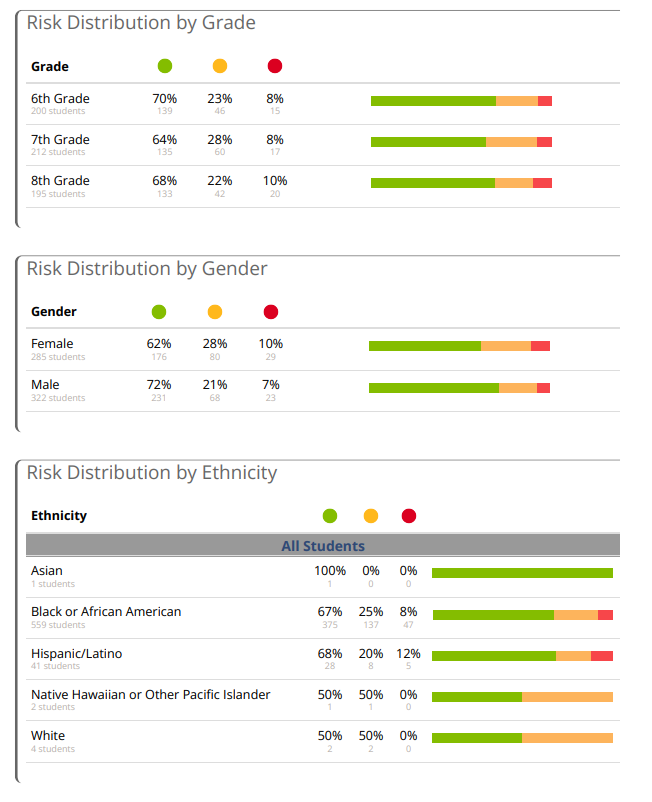 Risk Distribution by Grade
Grade
6th Grade 70% 23% 8%
200 students 139 46 15
7th Grade 64% 28% 8%
212 students 135 60 17
8th Grade 68% 22% 10%
195 students 133 42 20
Risk Distribution by Gender
Gender
Female 62% 28% 10%
285 students 176 80 29
Male 72% 21% 7%
322 students 231 68 23
Risk Distribution by Ethnicity
Ethnicity
All Students
Asian 100% 0% 0%
1 students 1 0 0
Black or African American 67% 25% 8%
559 students 375 137 47
Hispanic/Latino 68% 20% 12%
41 students 28 8 5
Native Hawaiian or Other Pacific Islander 50% 50% 0%
2 students 1 1 0
White 50% 50% 0%
4 students 2 2 0